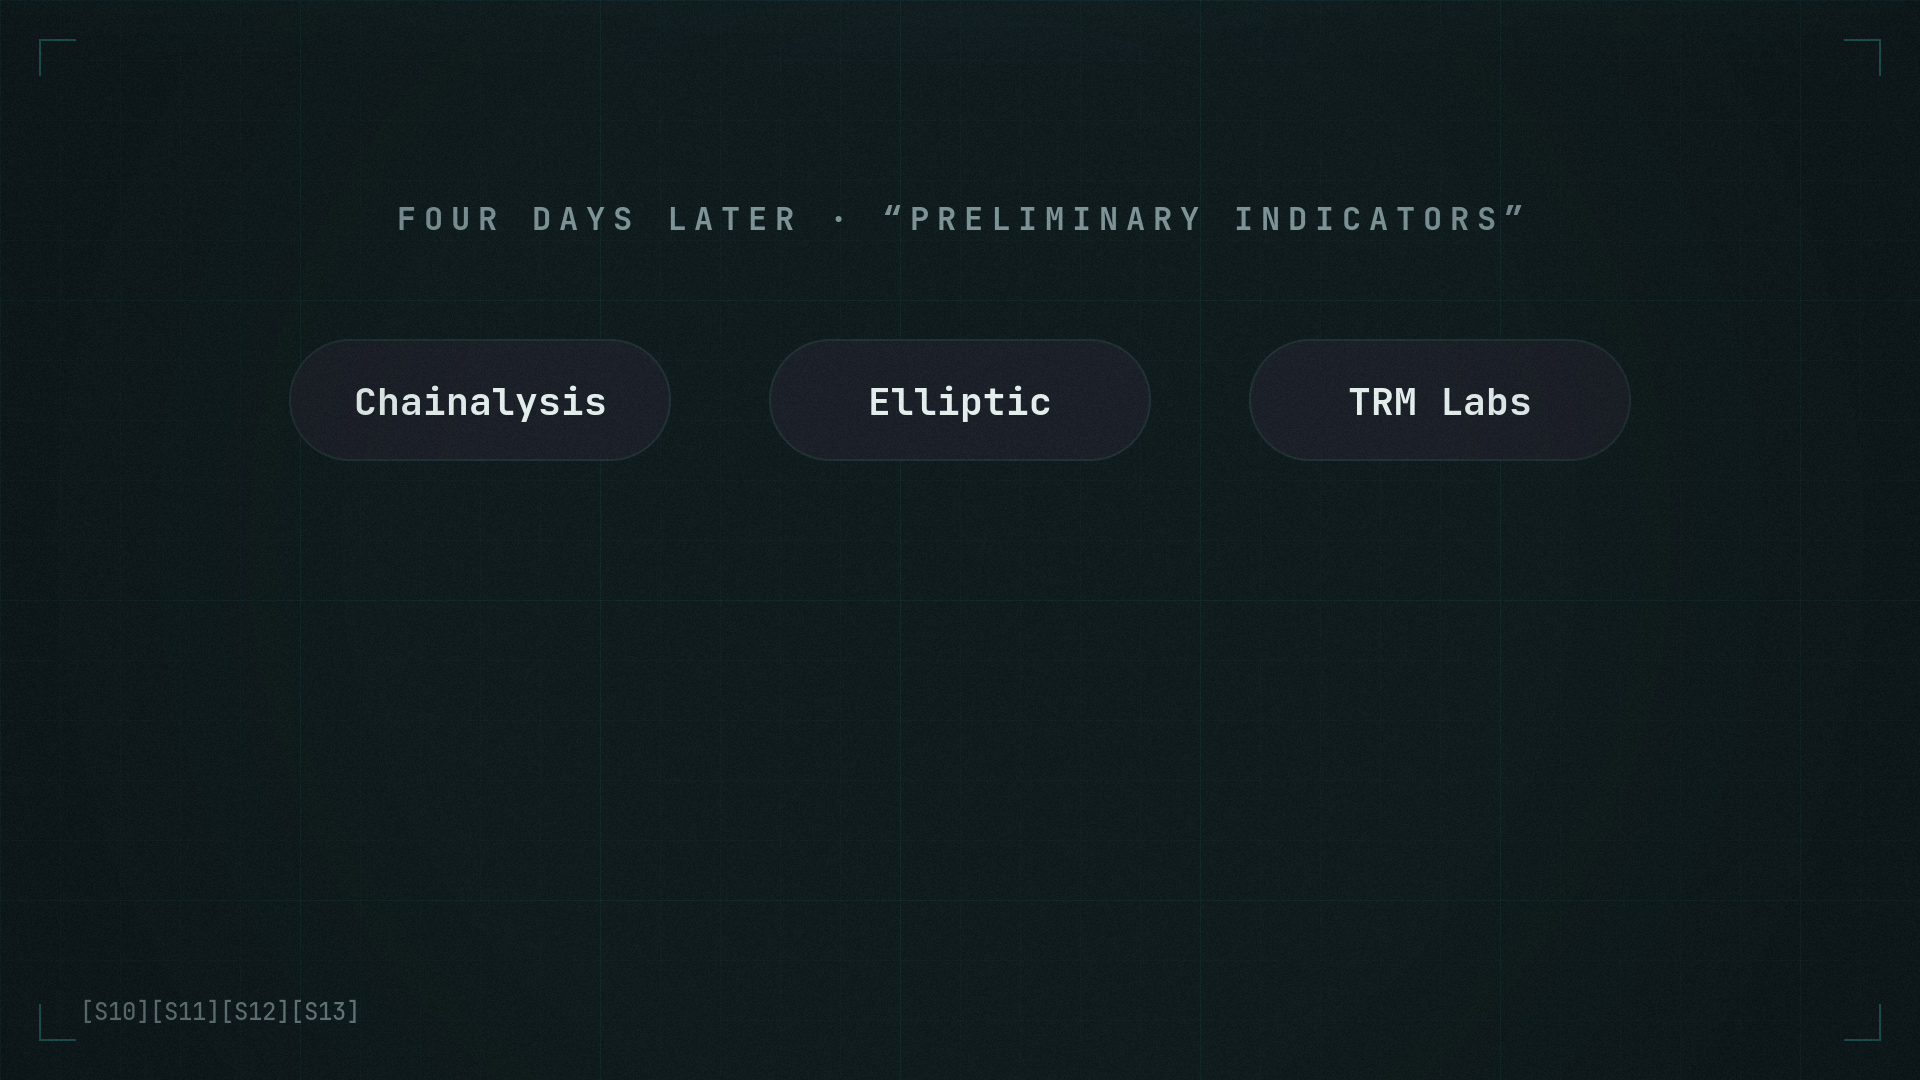 FOUR DAYS LATER · “PRELIMINARY INDICATORS”
Chainalysis
Elliptic
TRM Labs
[S10][S11][S12][S13]